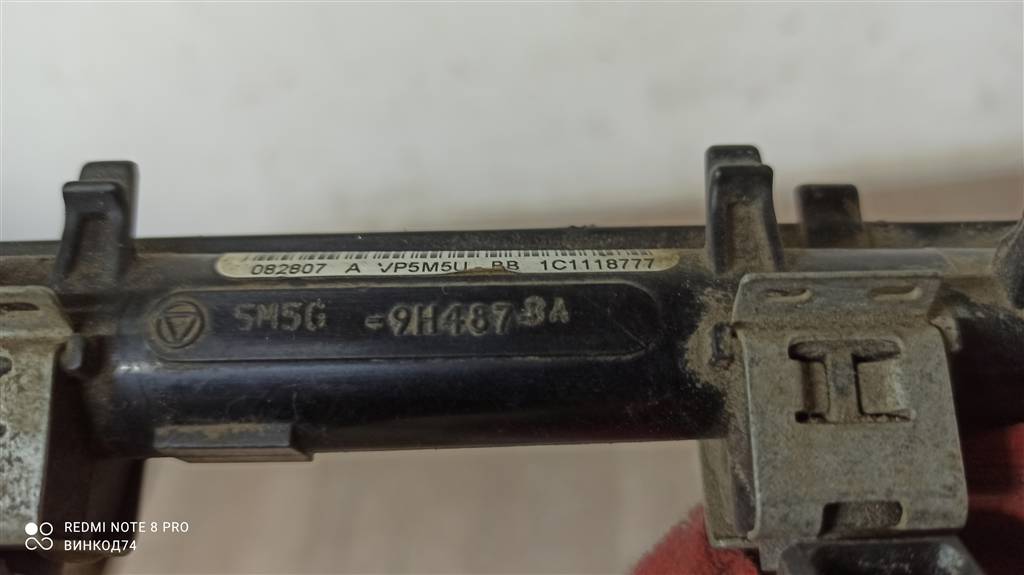 082807 A VP5M5U BB 1C1118777
5M5G -9H487-BA
REDMI NOTE 8 PRO
ВИНКОД74